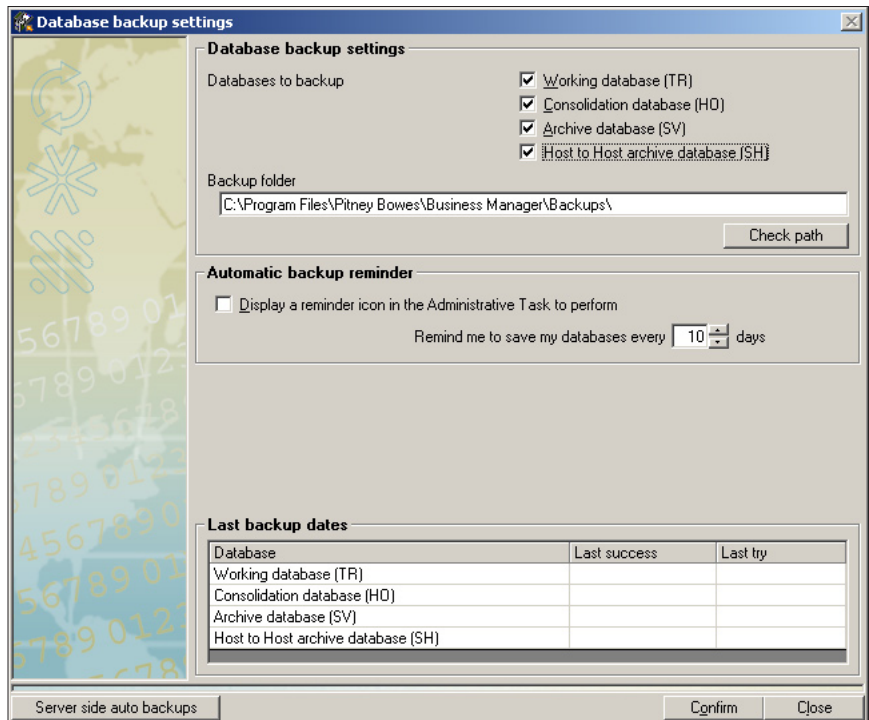 Database backup settings
Database backup settings
Databases to backup
Working database (TR)
Consolidation database (HO)
Archive database (SV)
Host to Host archive database (SH)
Backup folder
C:\Program Files\Pitney Bowes\Business Manager\Backups\
Check path
Automatic backup reminder
Display a reminder icon in the Administrative Task to perform
Remind me to save my databases every 10 days
Last backup dates
Database Last success Last try
Working database (TR)
Consolidation database (HO)
Archive database (SV)
Host to Host archive database (SH)
Server side auto backups Confirm Close